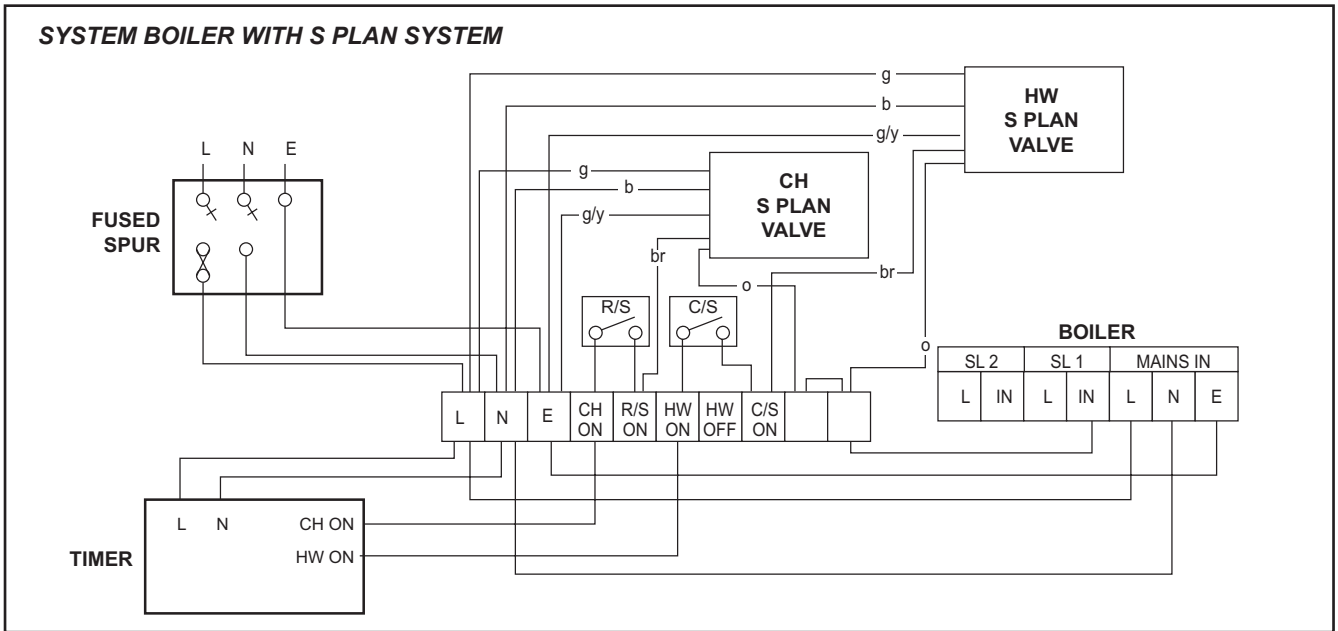 SYSTEM BOILER WITH S PLAN SYSTEM
g
b
g/y
HW
S PLAN
VALVE
L N E
FUSED
SPUR
g
b
g/y
br
o
CH
S PLAN
VALVE
br
o
R/S
C/S
BOILER
SL 2 SL 1 MAINS IN
L IN L IN L N E
L N E CH ON R/S ON HW ON HW OFF C/S ON
L N CH ON
HW ON
TIMER